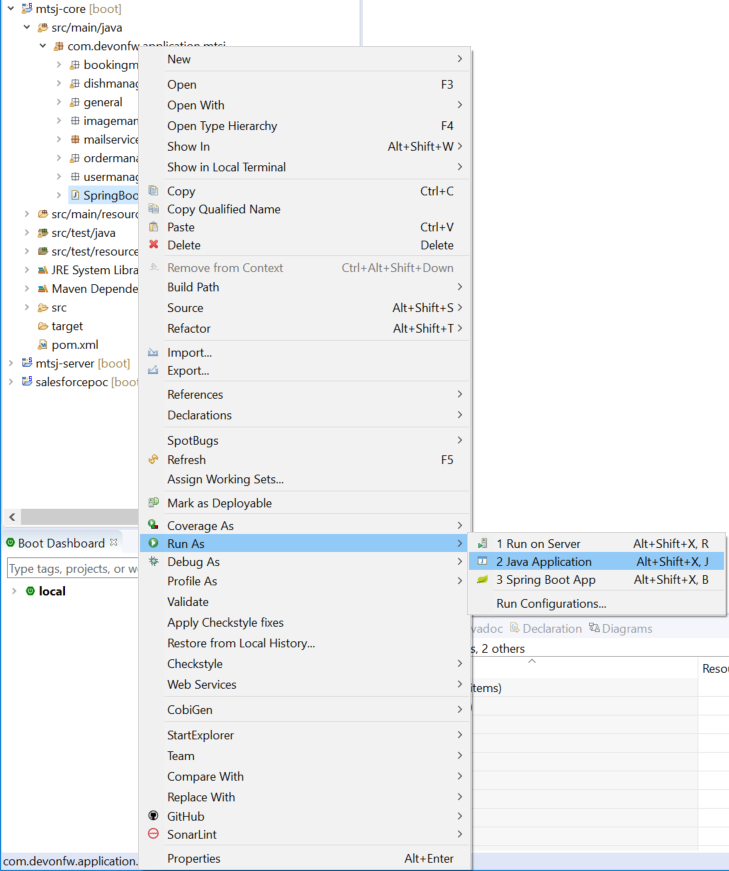 mtsj-core [boot]
src/main/java
com.devonfw.application.mtsj
bookingm
dishmanag
general
imageman
mailservice
ordermana
usermanag
SpringBoo
src/main/resourc
src/test/java
src/test/resource
JRE System Libra
Maven Depende
src
target
pom.xml
mtsj-server [boot]
salesforcepoc [boot
New
Open F3
Open With
Open Type Hierarchy F4
Show In Alt+Shift+W
Show in Local Terminal
Copy Ctrl+C
Copy Qualified Name
Paste Ctrl+V
Delete Delete
Remove from Context Ctrl+Alt+Shift+Down
Build Path
Source Alt+Shift+S
Refactor Alt+Shift+T
Import...
Export...
References
Declarations
SpotBugs
Refresh F5
Assign Working Sets...
Mark as Deployable
Coverage As
Run As
Debug As
Profile As
Validate
Apply Checkstyle fixes
Restore from Local History...
Checkstyle
Web Services
CobiGen
StartExplorer
Team
Compare With
Replace With
GitHub
SonarLint
Properties Alt+Enter
1 Run on Server Alt+Shift+X, R
2 Java Application Alt+Shift+X, J
3 Spring Boot App Alt+Shift+X, B
Run Configurations...
Boot Dashboard
Type tags, projects, or w
local
vadoc Declaration Diagrams
s, 2 others
Resou
items)
com.devonfw.application.